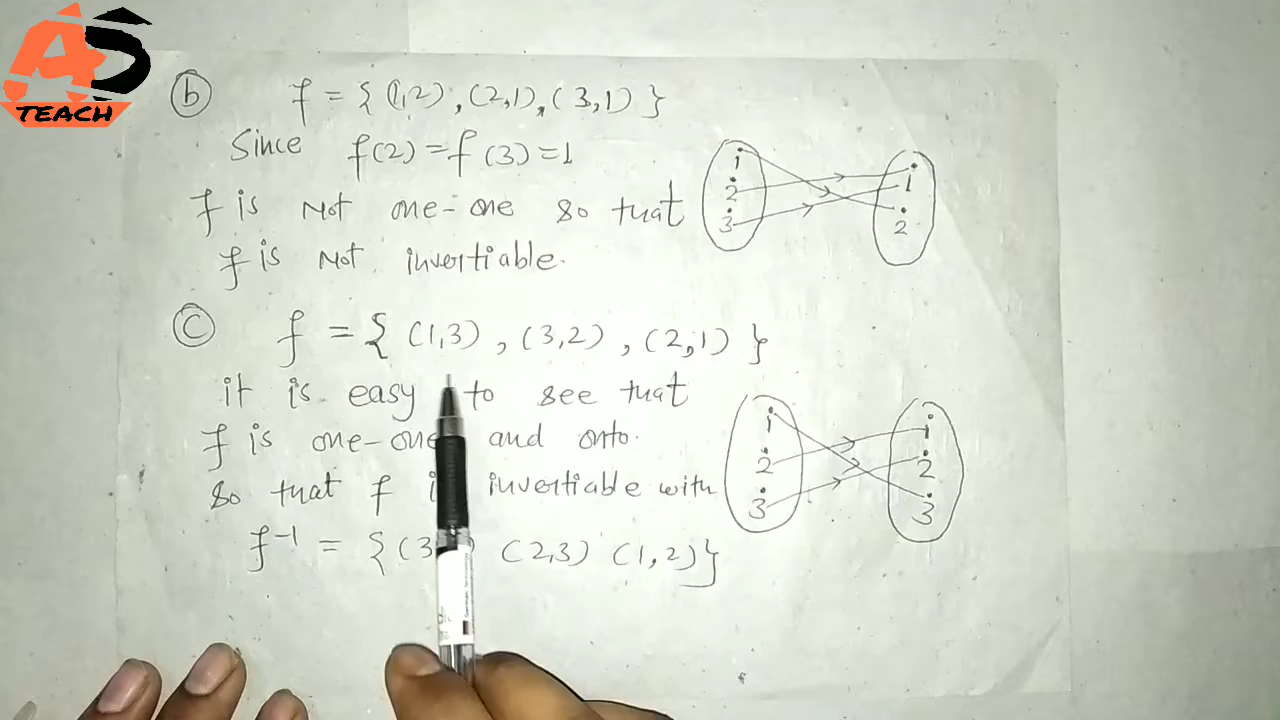 AS
TEACH
(b) f = { (1,2) , (2,1), (3,1) }
Since f(2) = f(3) = 1
f is Not one-one so that
f is Not invertiable.
1
2
3
1
2
(c) f = { (1,3) , (3,2) , (2,1) }
it is easy to see that
f is one-one and onto.
so that f invertiable with
f⁻¹ = { (3 (2,3) (1,2) }
1
2
3
1
2
3